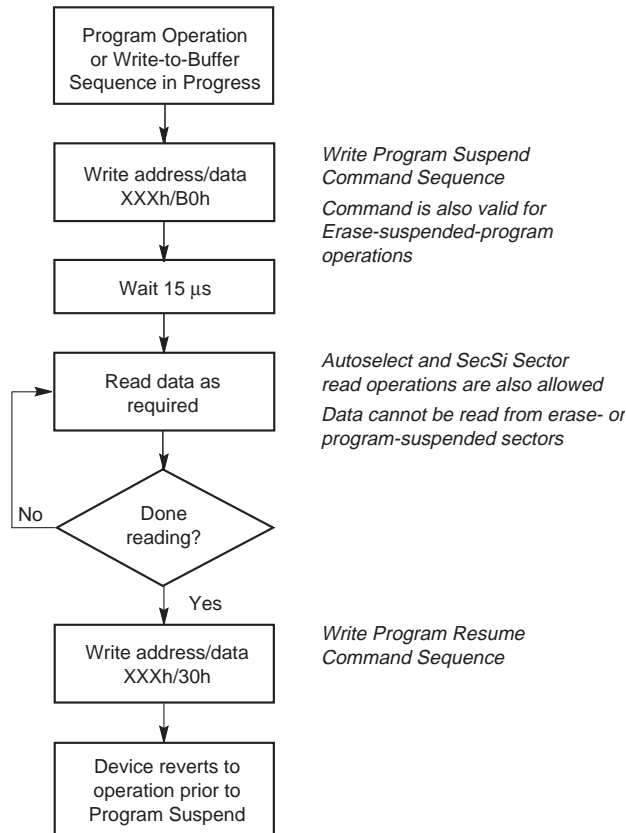 Program Operation
or Write-to-Buffer
Sequence in Progress
Write address/data
XXXh/B0h
Write Program Suspend
Command Sequence
Command is also valid for
Erase-suspended-program
operations
Wait 15 μs
Read data as
required
Autoselect and SecSi Sector
read operations are also allowed
Data cannot be read from erase- or
program-suspended sectors
No
Done
reading?
Yes
Write address/data
XXXh/30h
Write Program Resume
Command Sequence
Device reverts to
operation prior to
Program Suspend